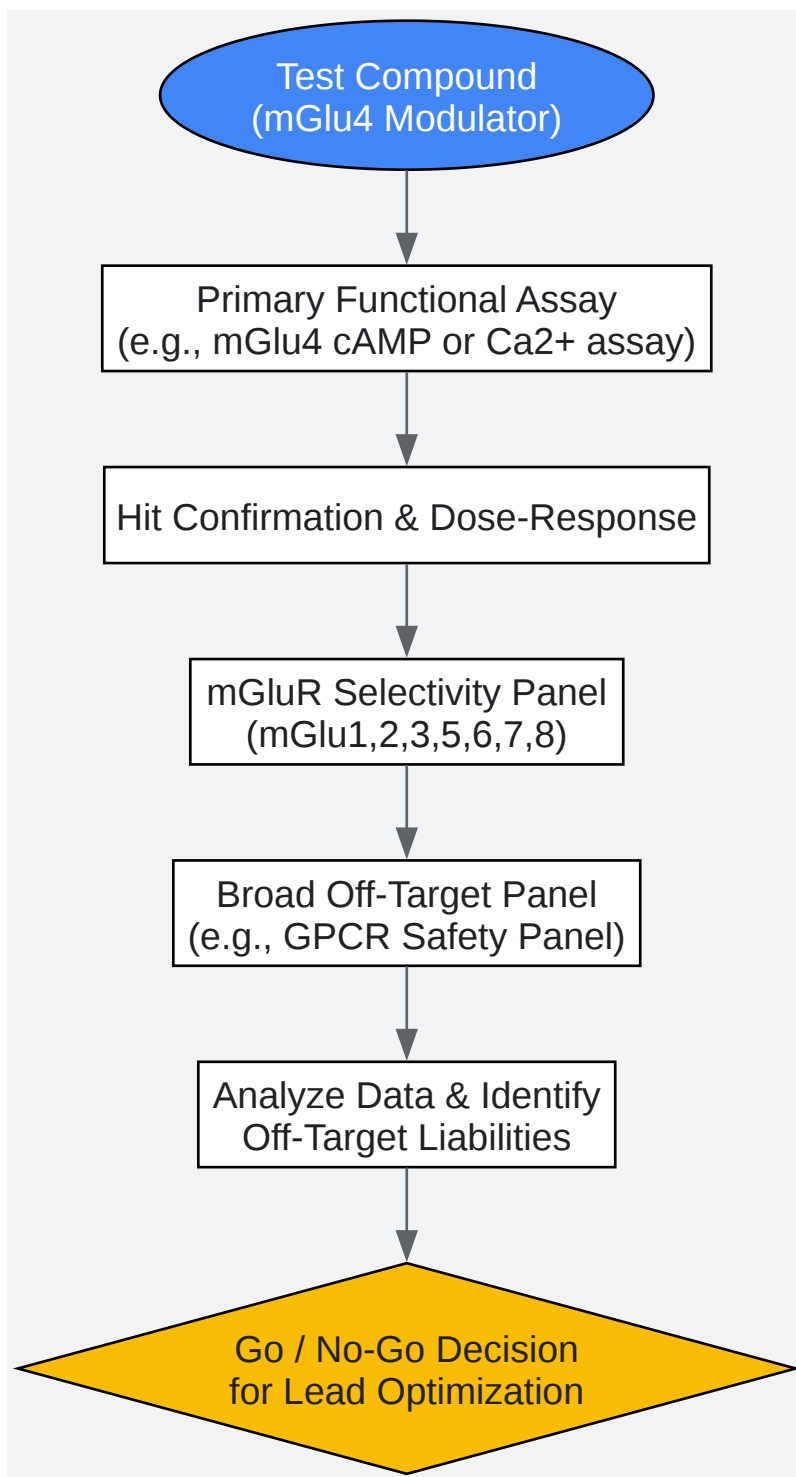 Test Compound
(mGlu4 Modulator)
Primary Functional Assay
(e.g., mGlu4 cAMP or Ca2+ assay)
Hit Confirmation & Dose-Response
mGluR Selectivity Panel
(mGlu1,2,3,5,6,7,8)
Broad Off-Target Panel
(e.g., GPCR Safety Panel)
Analyze Data & Identify
Off-Target Liabilities
Go / No-Go Decision
for Lead Optimization